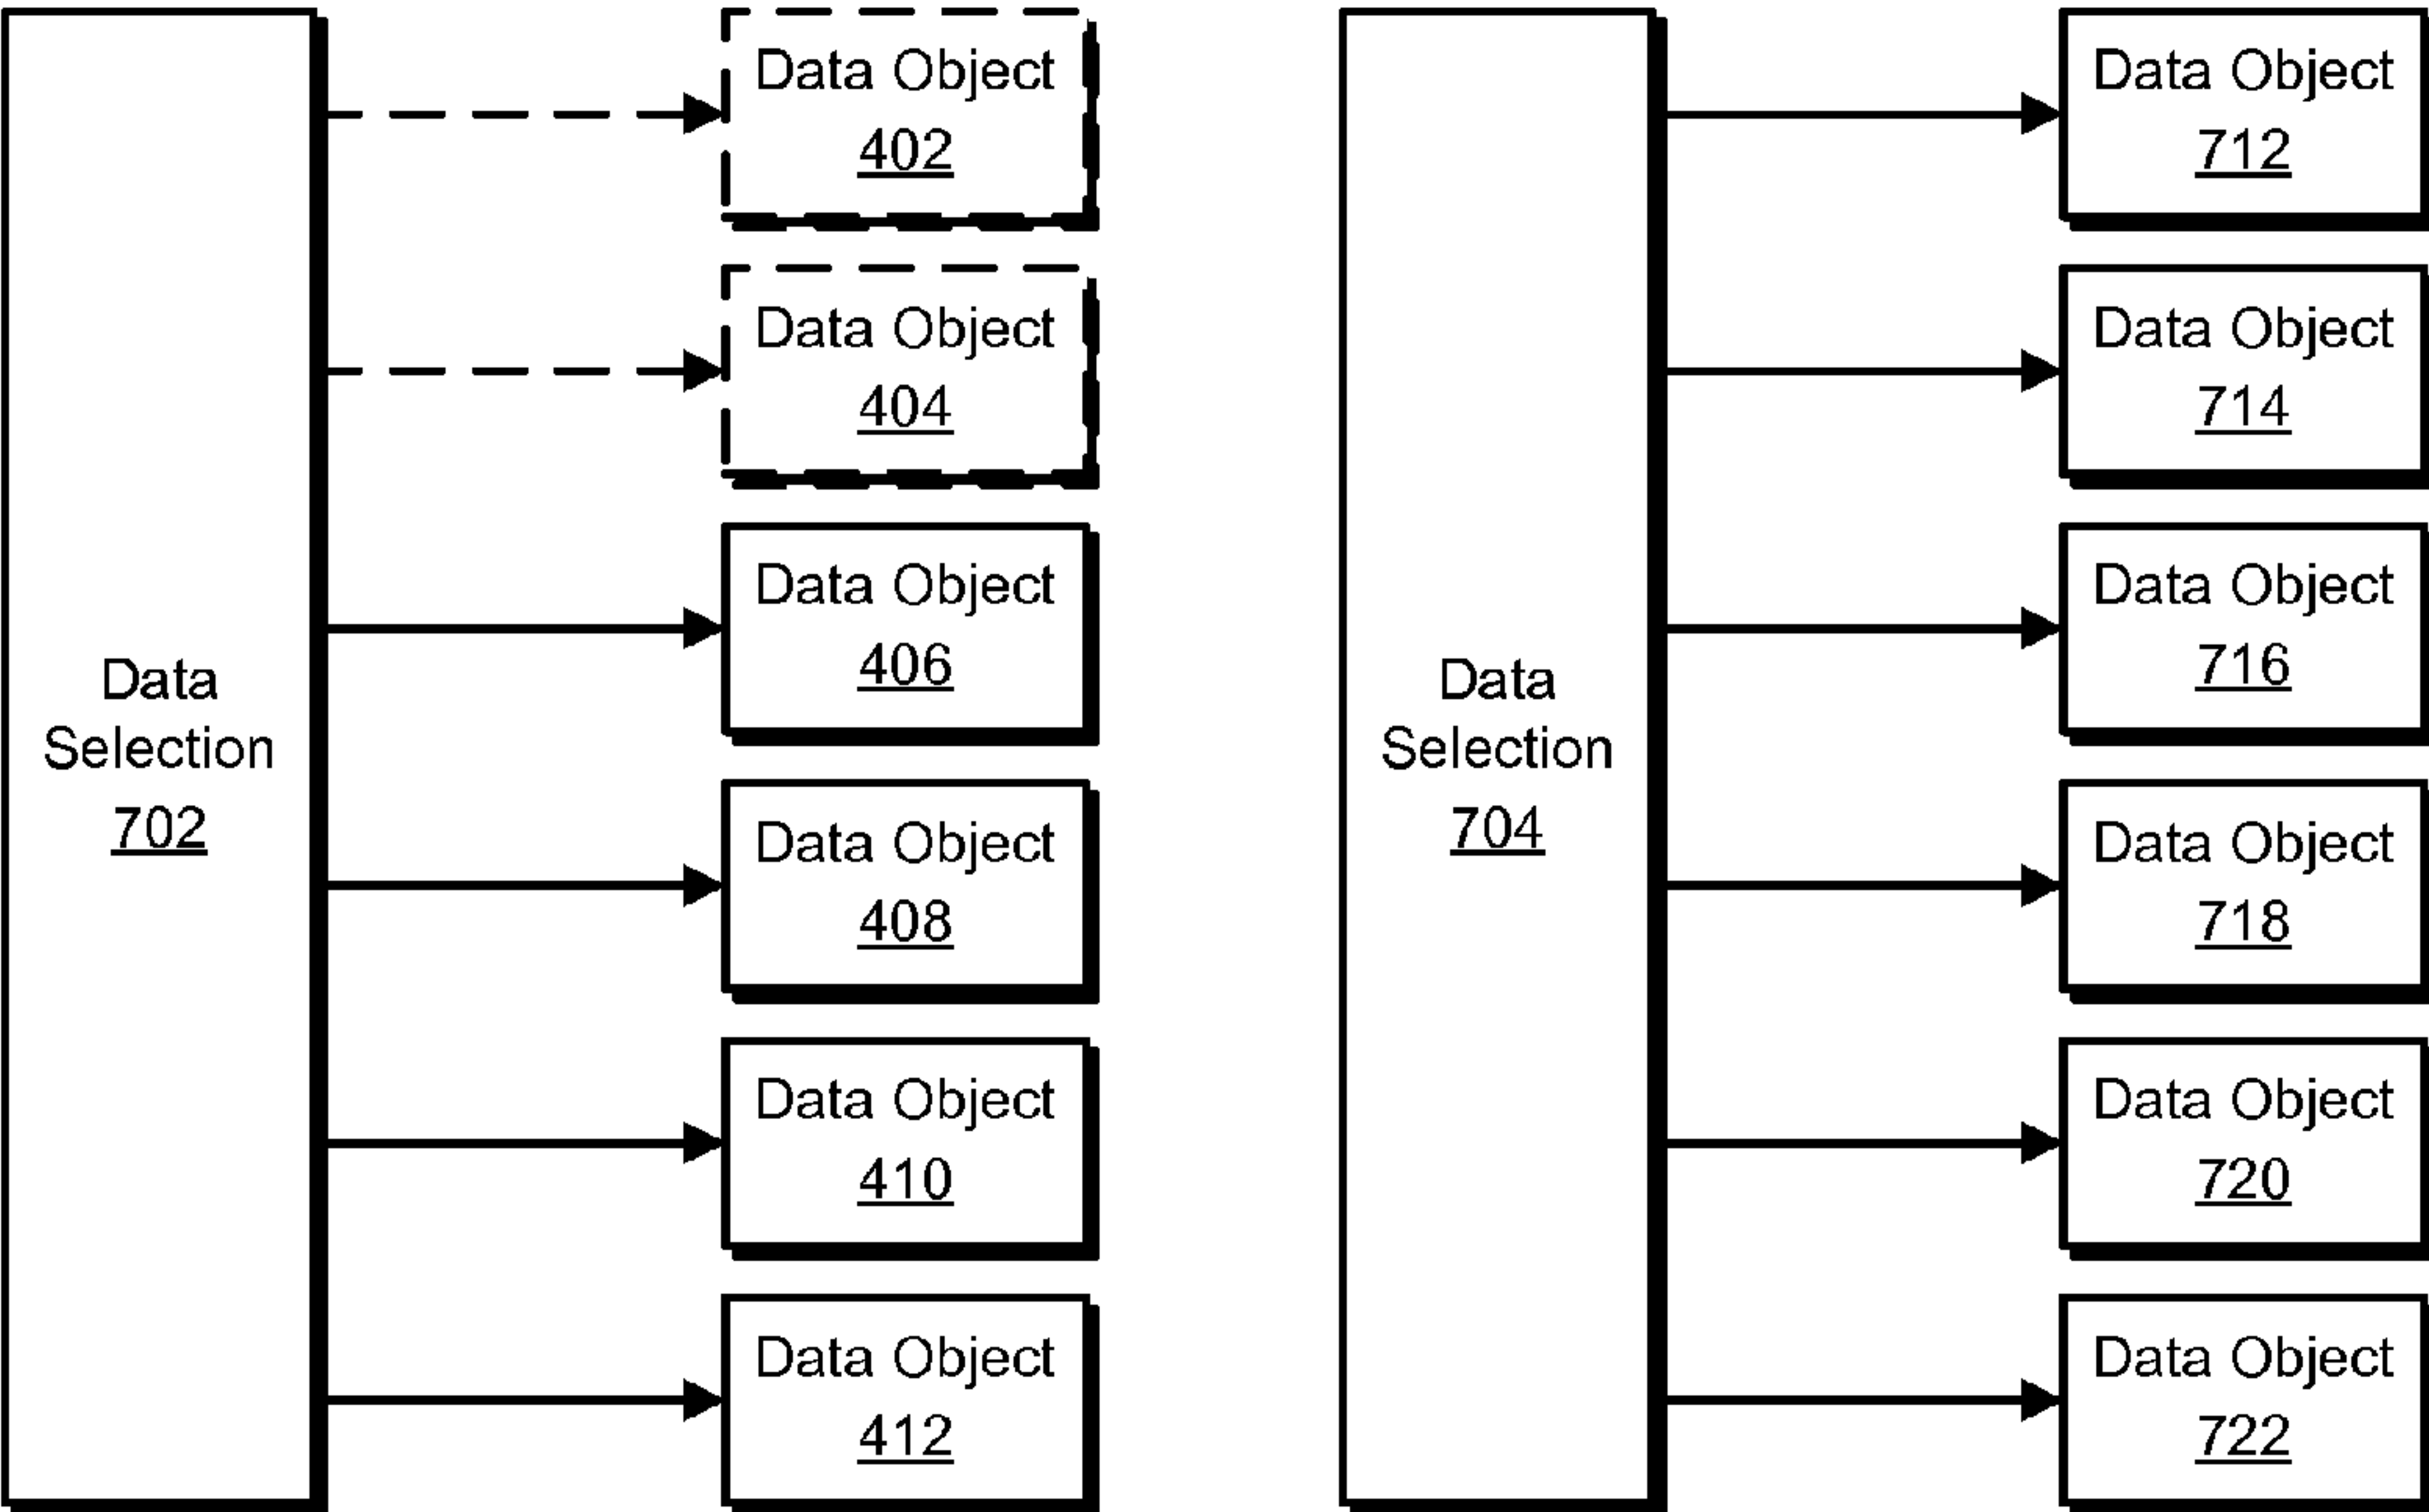 Data
Selection
702
Data Object
402
Data Object
404
Data Object
406
Data Object
408
Data Object
410
Data Object
412
Data
Selection
704
Data Object
712
Data Object
714
Data Object
716
Data Object
718
Data Object
720
Data Object
722